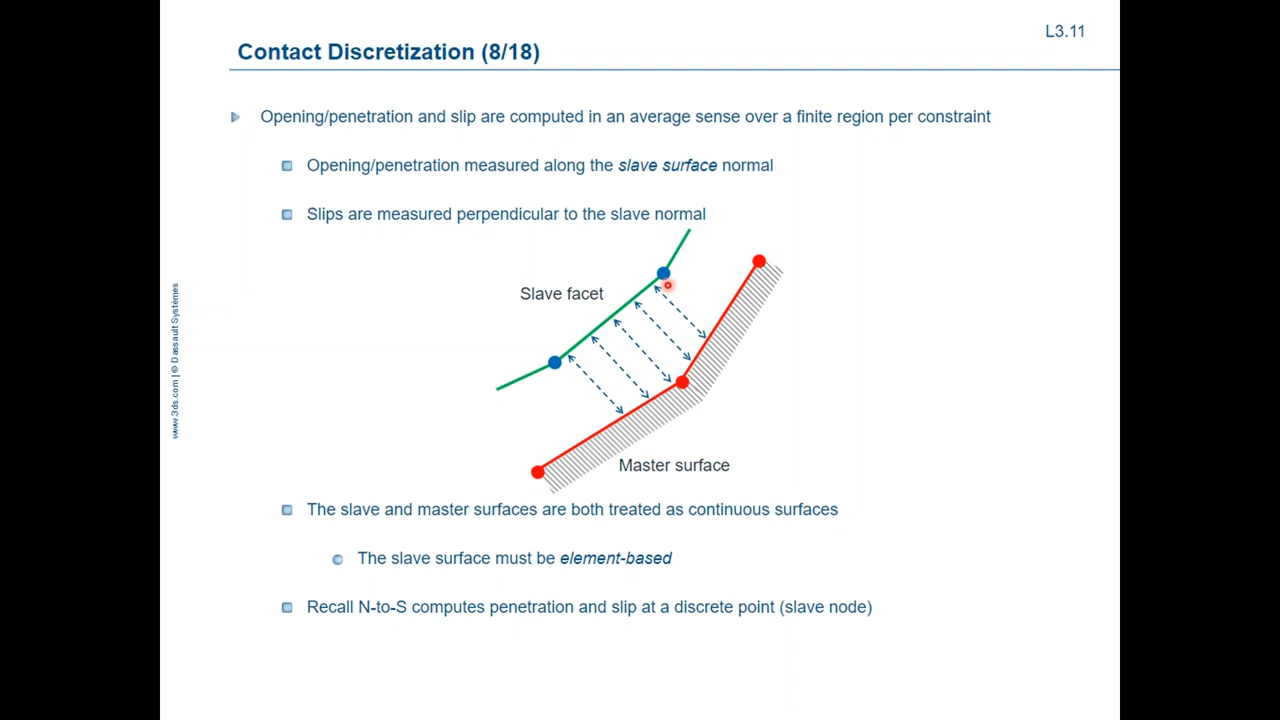 L3.11
Contact Discretization (8/18)
Opening/penetration and slip are computed in an average sense over a finite region per constraint
Opening/penetration measured along the slave surface normal
Slips are measured perpendicular to the slave normal
Slave facet
Master surface
The slave and master surfaces are both treated as continuous surfaces
The slave surface must be element-based
Recall N-to-S computes penetration and slip at a discrete point (slave node)
www.3ds.com | © Dassault Systèmes